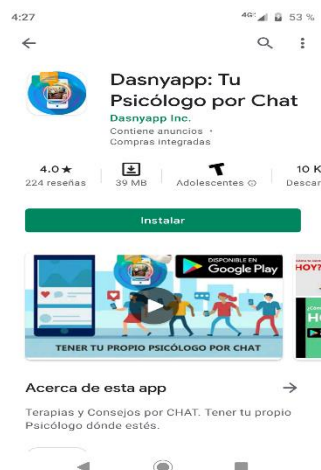 4:27 4G 53 %
Dasnyapp: Tu
Psicólogo por Chat
Dasnyapp Inc.
Contiene anuncios •
Compras integradas
4.0★ 39 MB T 10 K
224 reseñas Adolescentes Descar
Instalar
DISPONIBLE EN
Google Play
HOY?
TENER TU PROPIO PSICÓLOGO POR CHAT
Acerca de esta app
Terapias y Consejos por CHAT. Tener tu propio
Psicólogo dónde estés.